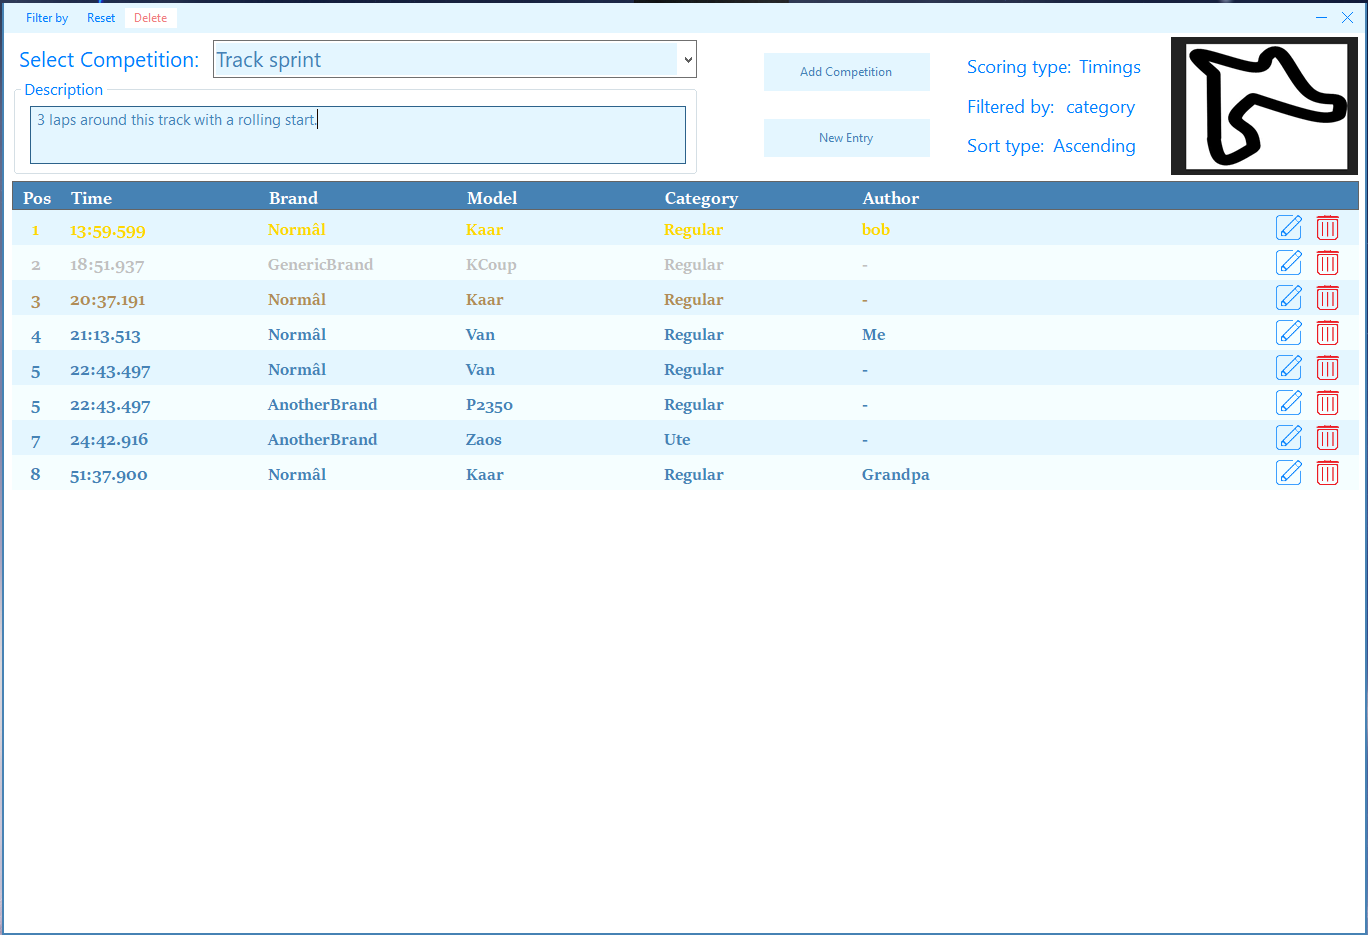 Filter by Reset Delete
Select Competition: Track sprint
Description
3 laps around this track with a rolling start.
Add Competition
New Entry
Scoring type: Timings
Filtered by: category
Sort type: Ascending
Pos Time Brand Model Category Author
1 13:59.599 Normâl Kaar Regular bob
2 18:51.937 GenericBrand KCoup Regular -
3 20:37.191 Normâl Kaar Regular -
4 21:13.513 Normâl Van Regular Me
5 22:43.497 Normâl Van Regular -
5 22:43.497 AnotherBrand P2350 Regular -
7 24:42.916 AnotherBrand Zaos Ute -
8 51:37.900 Normâl Kaar Regular Grandpa